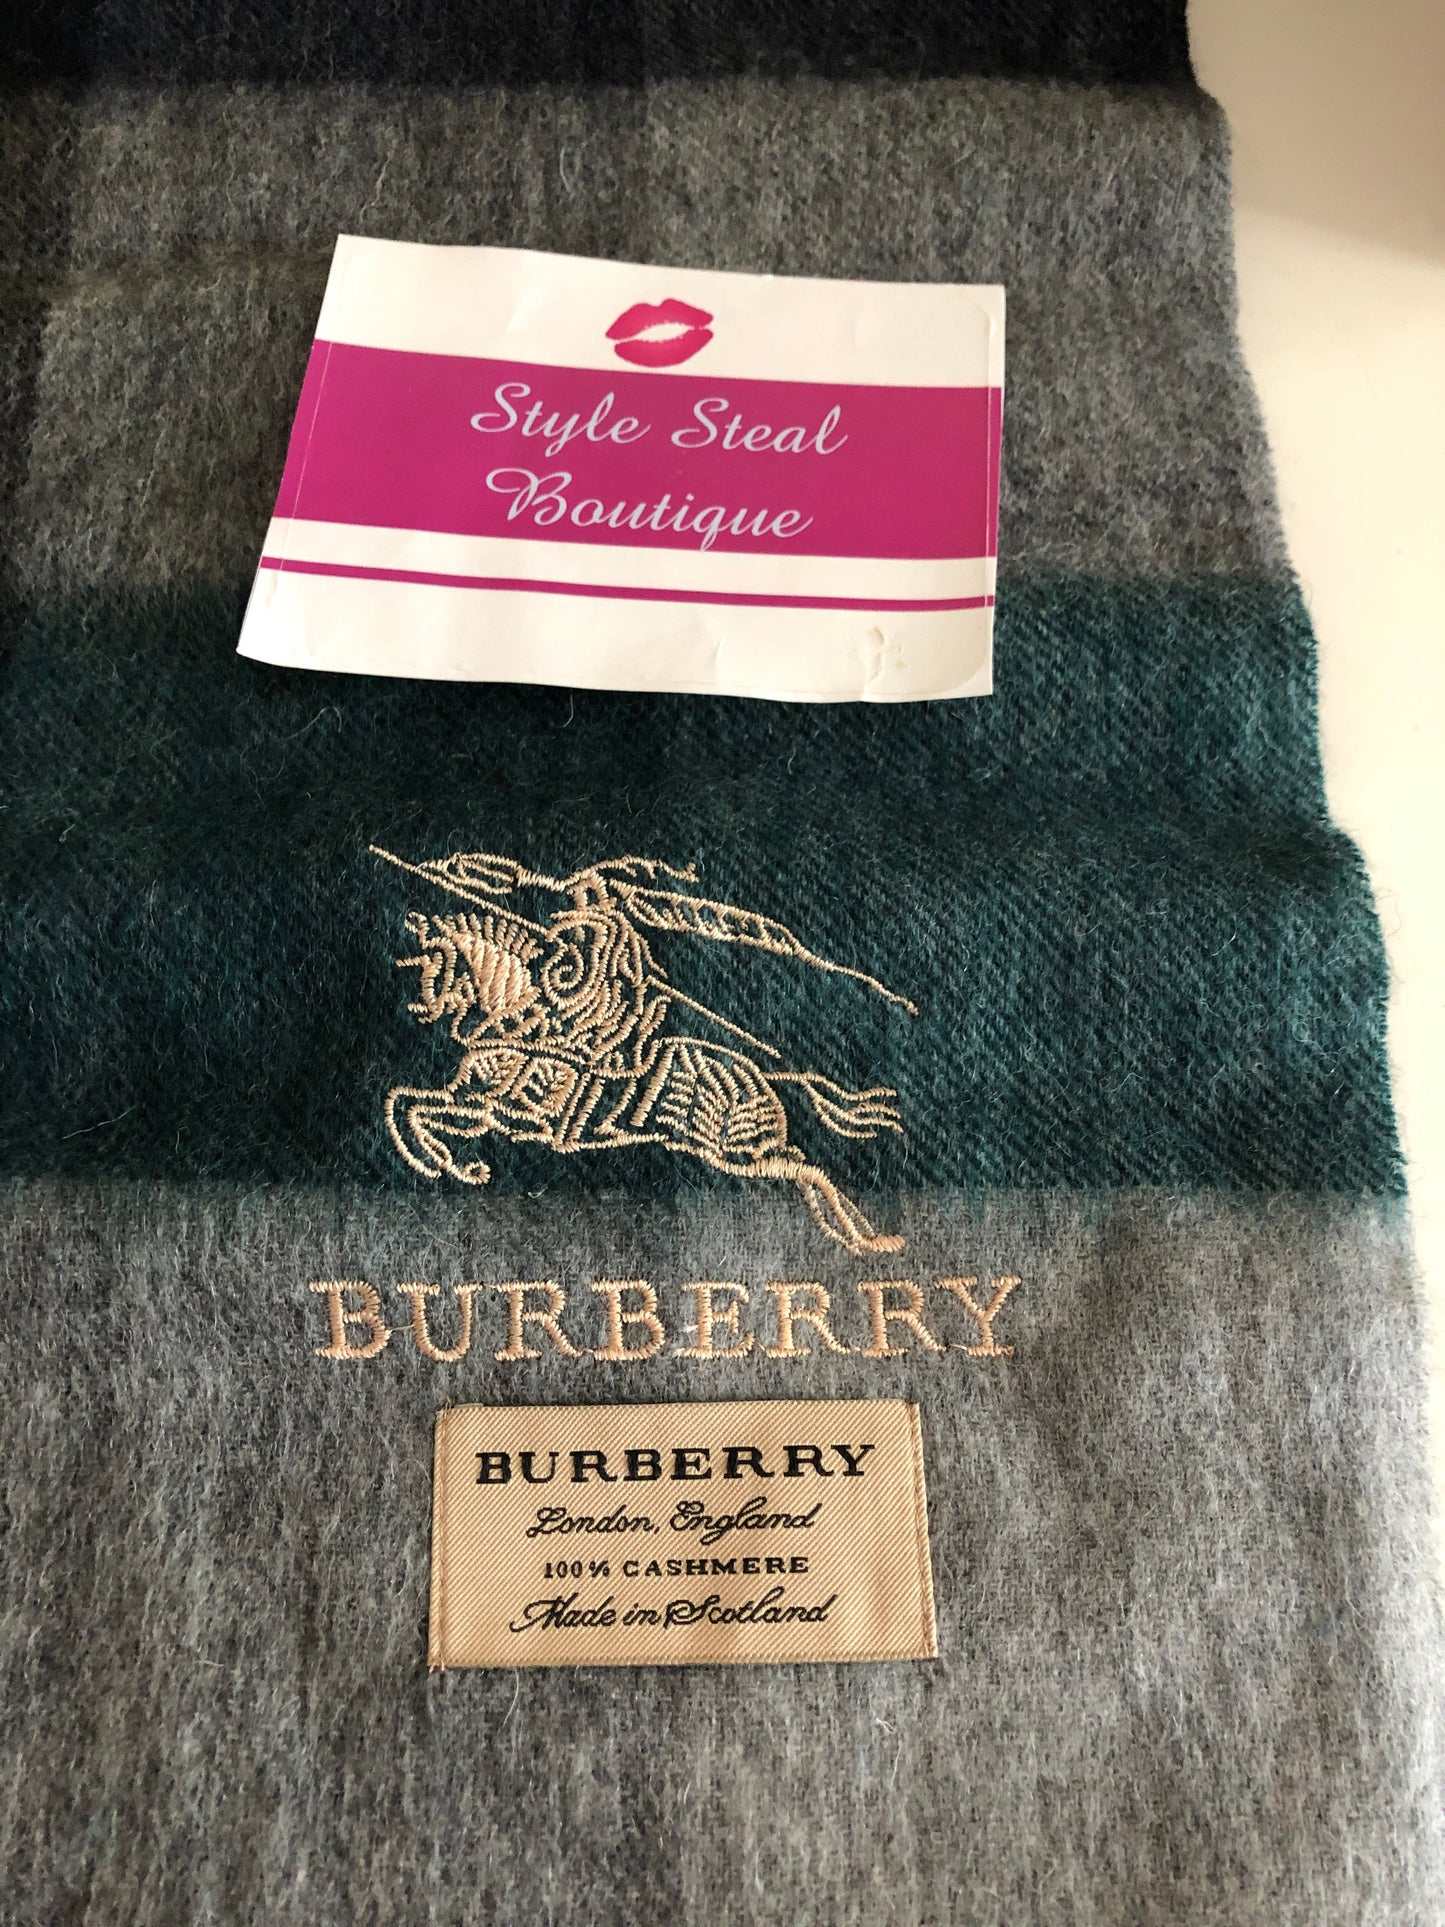 Style Steal
Boutique
BURBERRY
BURBERRY
London, England
100% CASHMERE
Made in Scotland